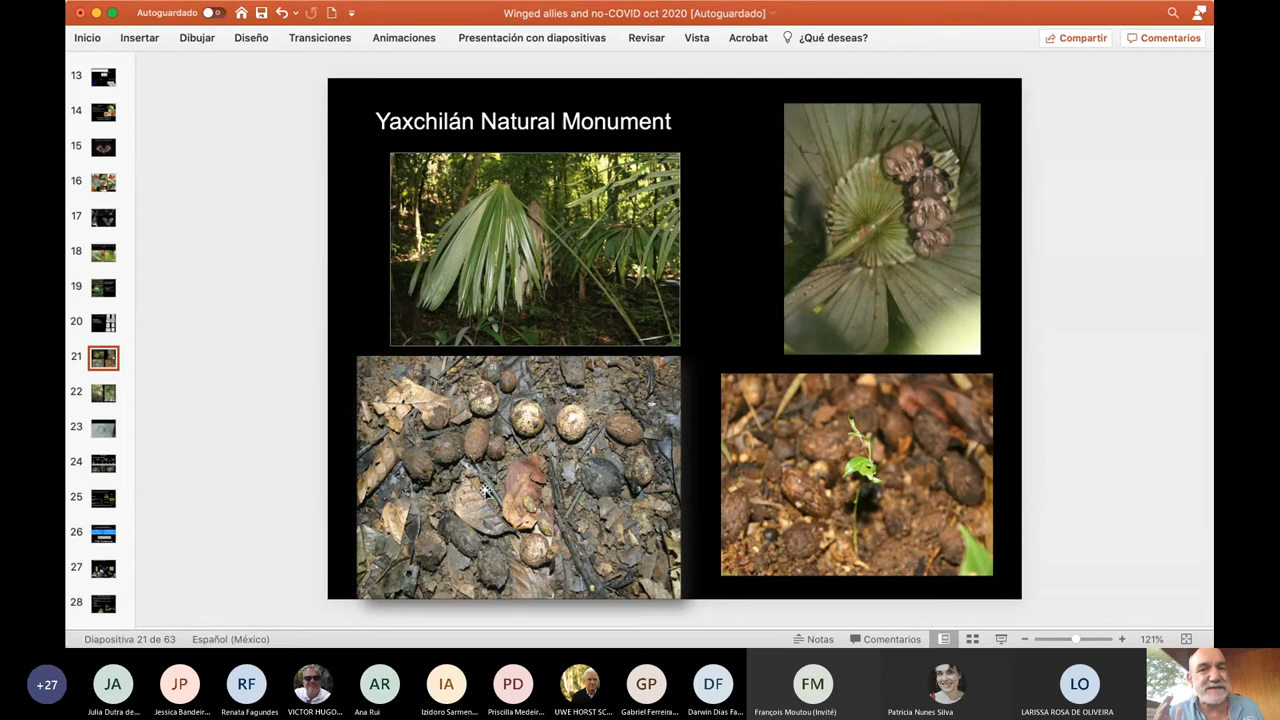 Autoguardado
Winged allies and no-COVID oct 2020 [Autoguardado]
Inicio Insertar Dibujar Diseño Transiciones Animaciones Presentación con diapositivas Revisar Vista Acrobat ¿Qué deseas? Compartir Comentarios
13
14
15
16
17
18
19
20
21
22
23
24
25
26
27
28
Yaxchilán Natural Monument
Diapositiva 21 de 63 Español (México) Notas Comentarios 121%
+27 JA JP RF AR IA PD GP DF FM LO
Julia Dutra de... Jessica Bandeir... Renata Fagundes VICTOR HUGO... Ana Rui Izidoro Sarmen... Priscilla Medeir... UWE HORST SC... Gabriel Ferreira... Darwin Dias Fa... François Moutou (Invité) Patricia Nunes Silva LARISSA ROSA DE OLIVEIRA